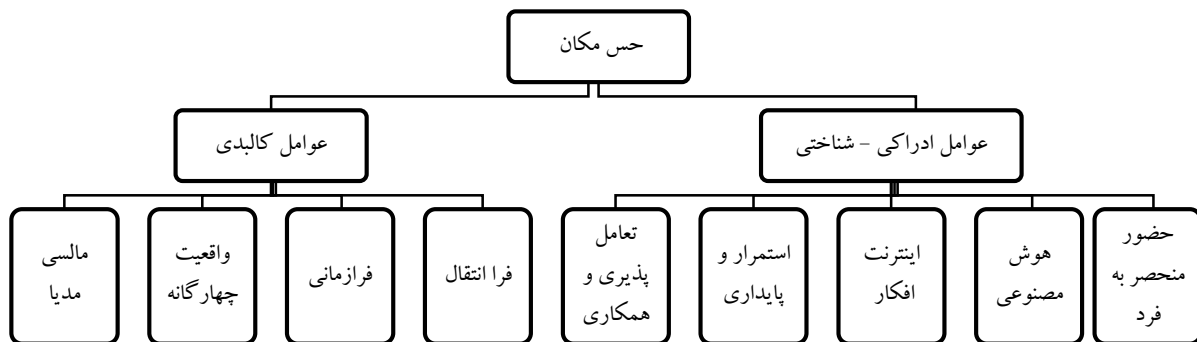 حس مکان
عوامل ادراکی – شناختی
عوامل کالبدی
حضور
منحصر به
فرد
هوش
مصنوعی
اینترنت
افکار
استمرار و
پایداری
تعامل
پذیری و
همکاری
فرا انتقال
فرازمانی
واقعیت
چهارگانه
مالسی
مدیا